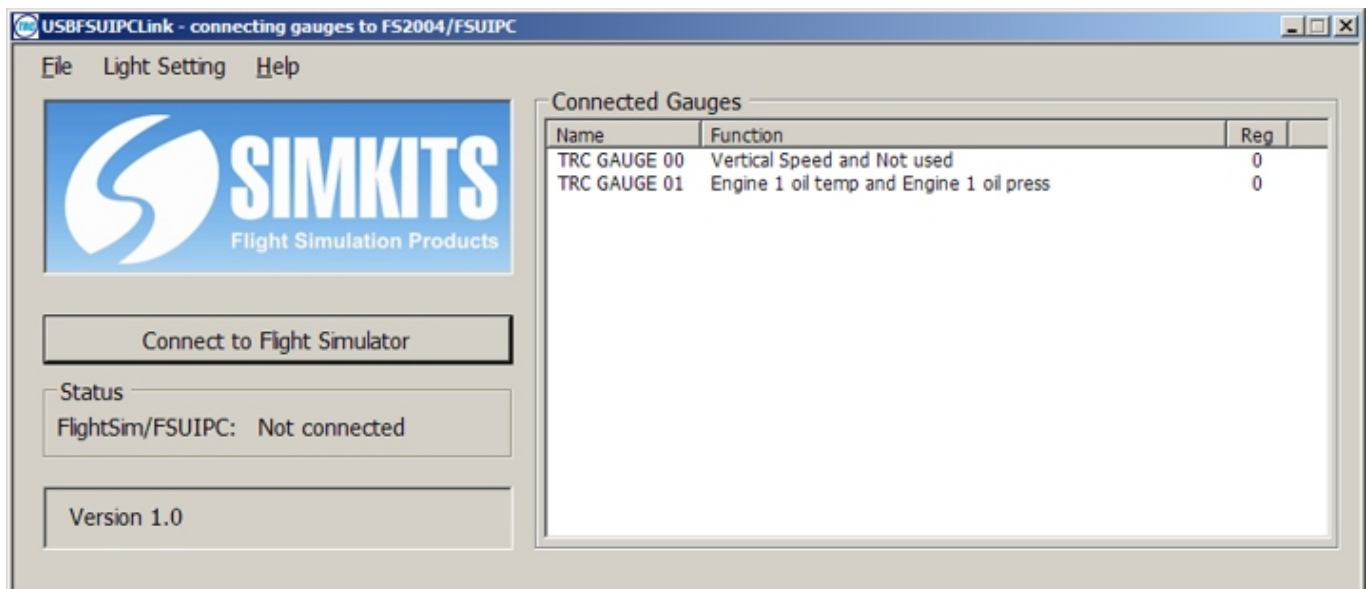 USBFSUIPCLink - connecting gauges to FS2004/FSUIPC
File Light Setting Help
SIMKITS
Flight Simulation Products
Connect to Flight Simulator
Status
FlightSim/FSUIPC: Not connected
Version 1.0
Connected Gauges
Name Function Reg
TRC GAUGE 00 Vertical Speed and Not used 0
TRC GAUGE 01 Engine 1 oil temp and Engine 1 oil press 0